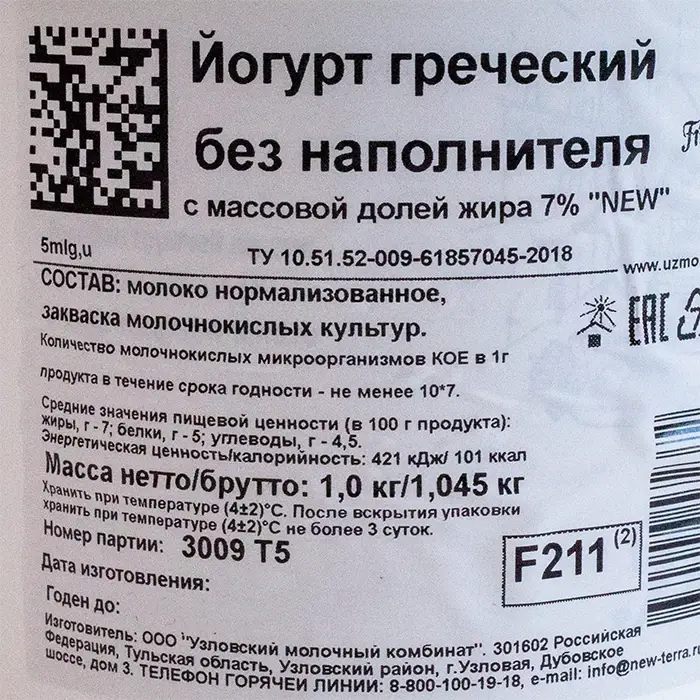 Йогурт греческий
без наполнителя
с массовой долей жира 7% "NEW"
5mlg,u
ТУ 10.51.52-009-61857045-2018
www.uzmo
СОСТАВ: молоко нормализованное,
закваска молочнокислых культур.
EAC
Количество молочнокислых микроорганизмов КОЕ в 1г
продукта в течение срока годности - не менее 10*7.
Средние значения пищевой ценности (в 100 г продукта):
жиры, г - 7; белки, г - 5; углеводы, г - 4,5.
Энергетическая ценность/калорийность: 421 кДж/ 101 ккал
Масса нетто/брутто: 1,0 кг/1,045 кг
Хранить при температуре (4±2)°С. После вскрытия упаковки
хранить при температуре (4±2)°С не более 3 суток.
Номер партии: 3009 Т5
F211 (2)
Дата изготовления:
Годен до:
Изготовитель: ООО "Узловский молочный комбинат". 301602 Российская
Федерация, Тульская область, Узловский район, г.Узловая, Дубовское
шоссе, дом 3. ТЕЛЕФОН ГОРЯЧЕЙ ЛИНИИ: 8-800-100-19-18, e-mail: info@new-terra.ru